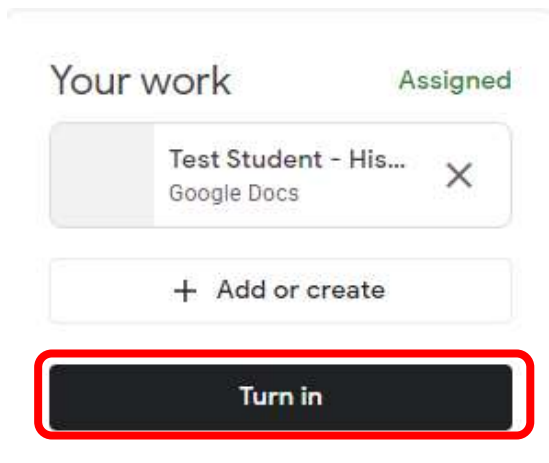 Your work Assigned
Test Student - His...
Google Docs
+ Add or create
Turn in